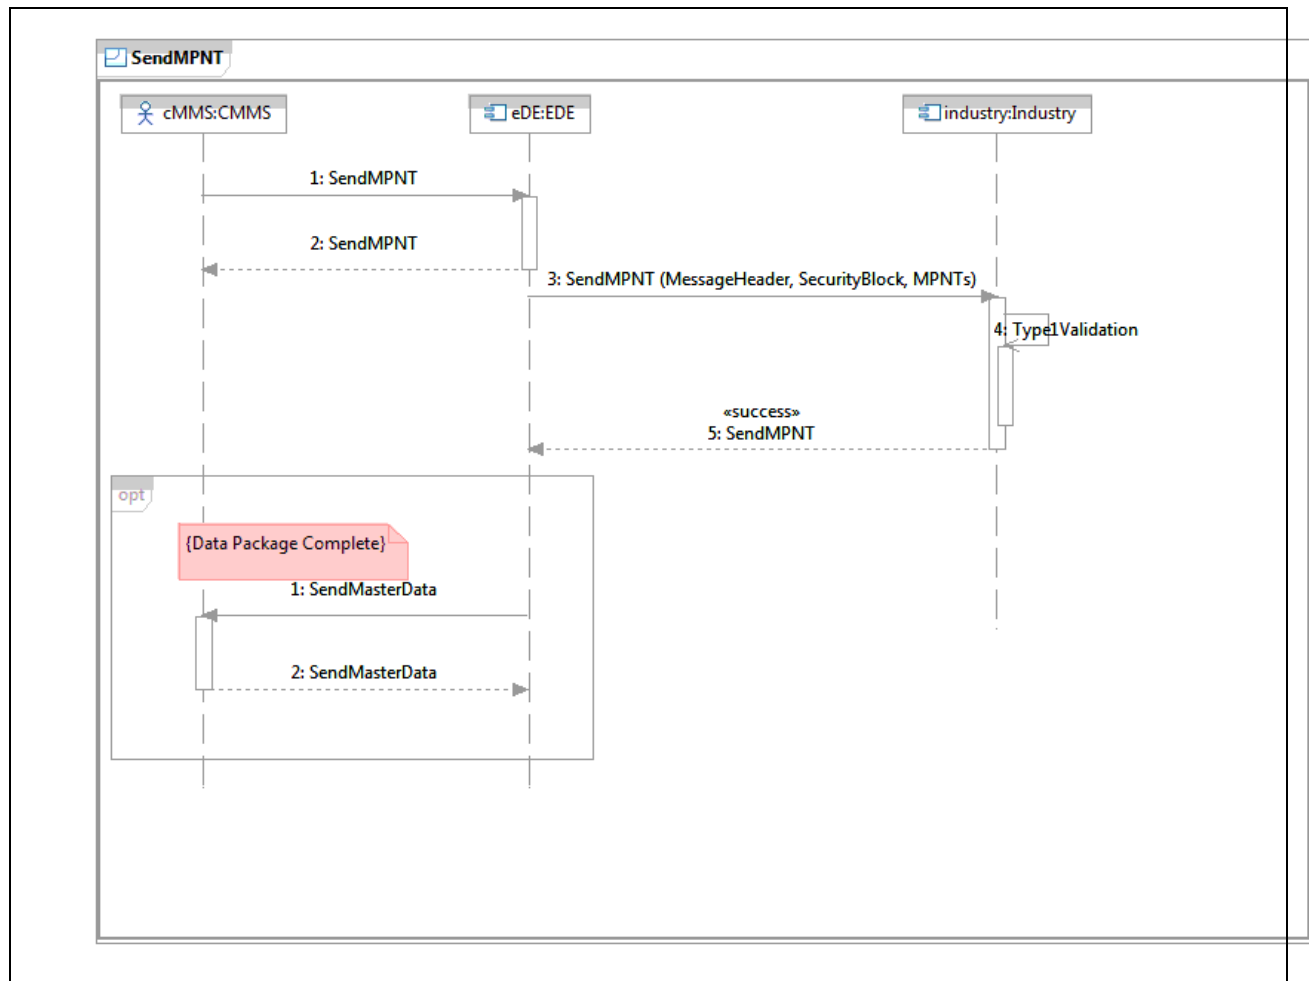 SendMPNT
cMMS:CMMS
eDE:EDE
industry:Industry
1: SendMPNT
2: SendMPNT
3: SendMPNT (MessageHeader, SecurityBlock, MPNTs)
4: Type1Validation
«success»
5: SendMPNT
opt
{Data Package Complete}
1: SendMasterData
2: SendMasterData